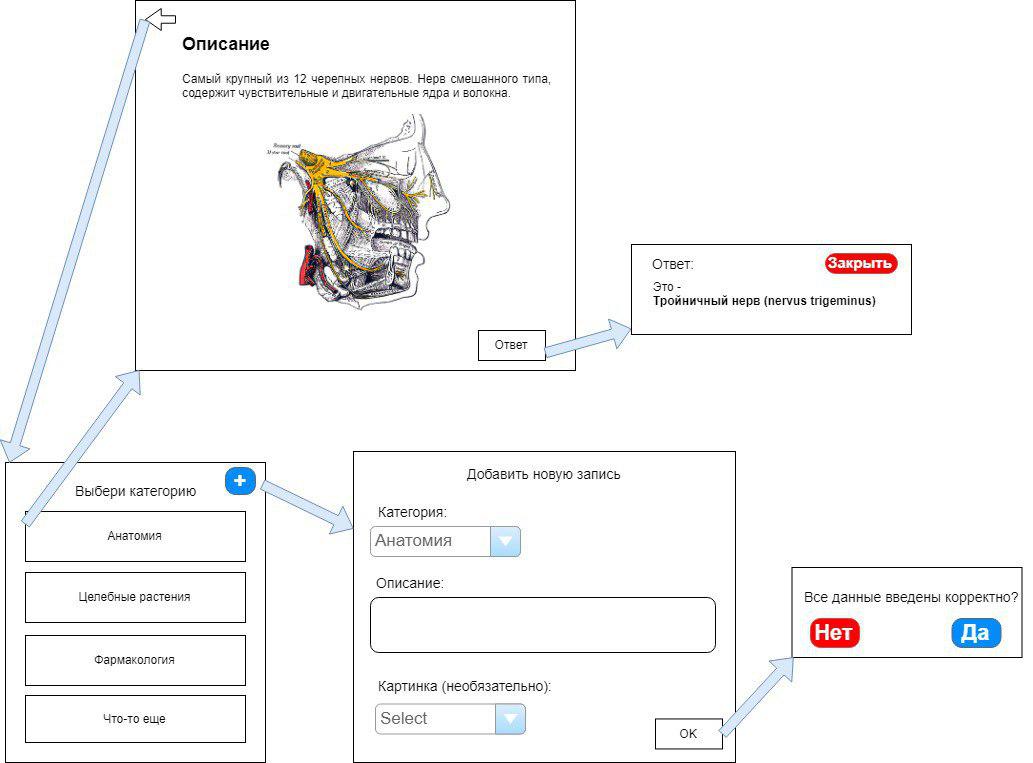 Описание
Самый крупный из 12 черепных нервов. Нерв смешанного типа,
содержит чувствительные и двигательные ядра и волокна.
Sensory root
Ответ
Ответ:
Закрыть
Это -
Тройничный нерв (nervus trigeminus)
Выбери категорию
+
Анатомия
Целебные растения
Фармакология
Что-то еще
Добавить новую запись
Категория:
Анатомия
Описание:
Картинка (необязательно):
Select
OK
Все данные введены корректно?
Нет
Да